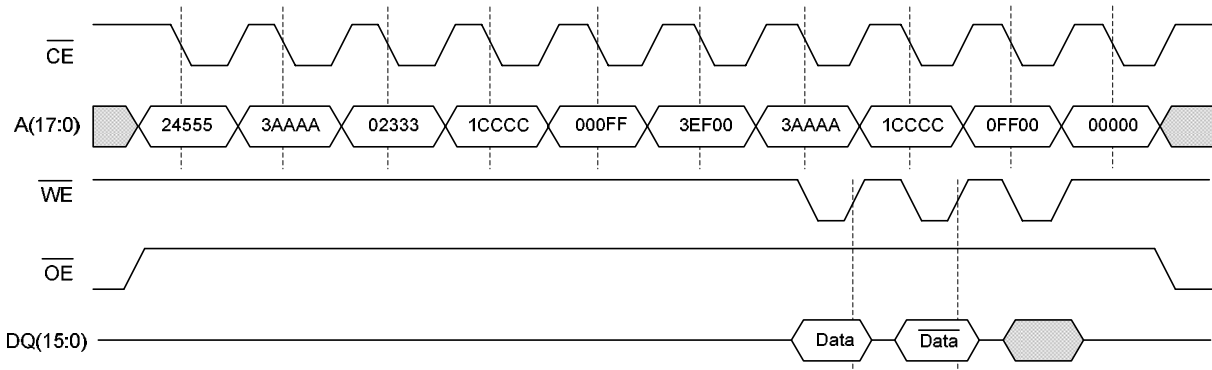 CE
A(17:0) 24555 3AAAA 02333 1CCCC 000FF 3EF00 3AAAA 1CCCC 0FF00 00000
WE
OE
DQ(15:0) Data Data